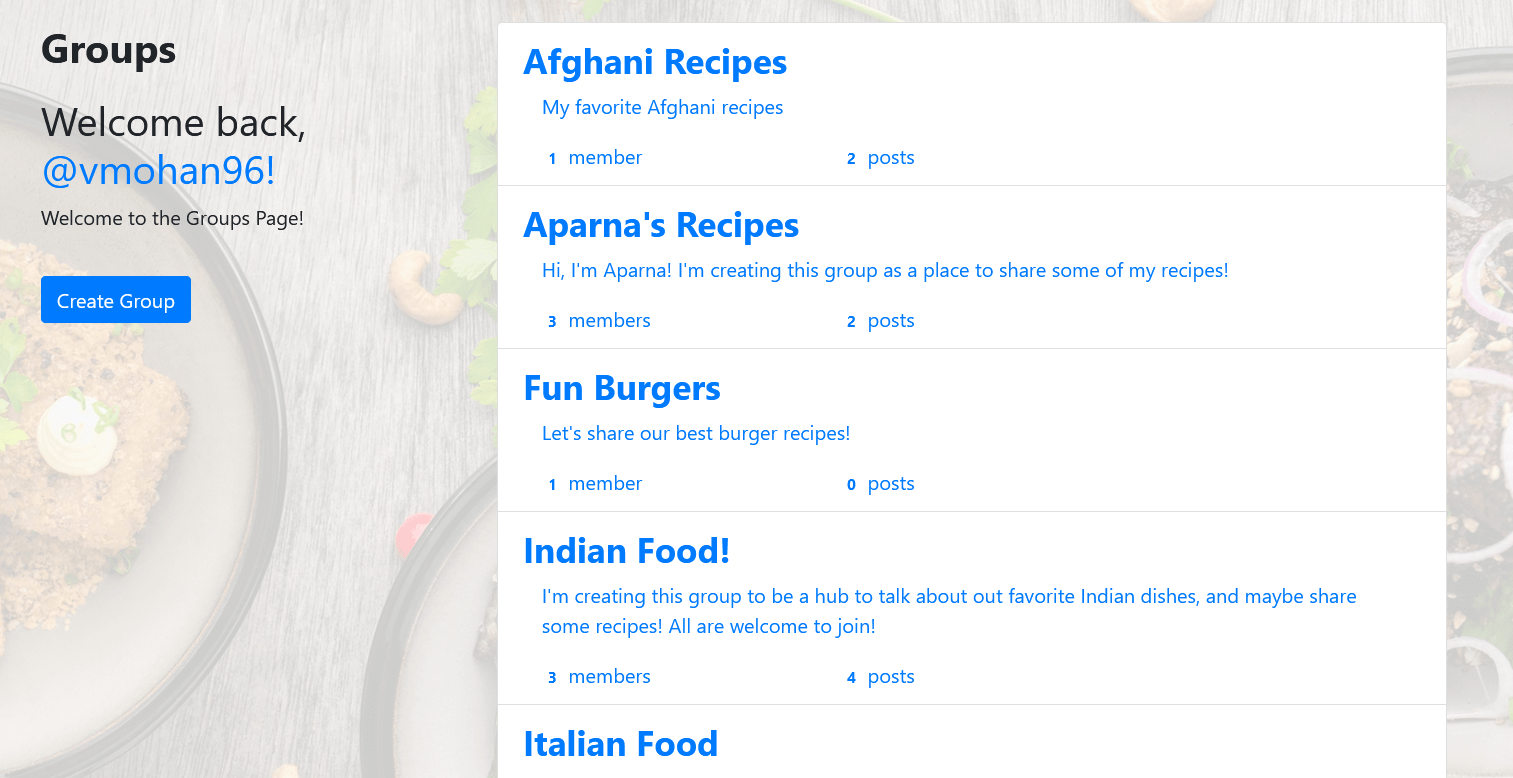 Groups
Welcome back,
@vmohan96!
Welcome to the Groups Page!
Create Group
Afghani Recipes
My favorite Afghani recipes
1 member 2 posts
Aparna's Recipes
Hi, I'm Aparna! I'm creating this group as a place to share some of my recipes!
3 members 2 posts
Fun Burgers
Let's share our best burger recipes!
1 member 0 posts
Indian Food!
I'm creating this group to be a hub to talk about out favorite Indian dishes, and maybe share
some recipes! All are welcome to join!
3 members 4 posts
Italian Food